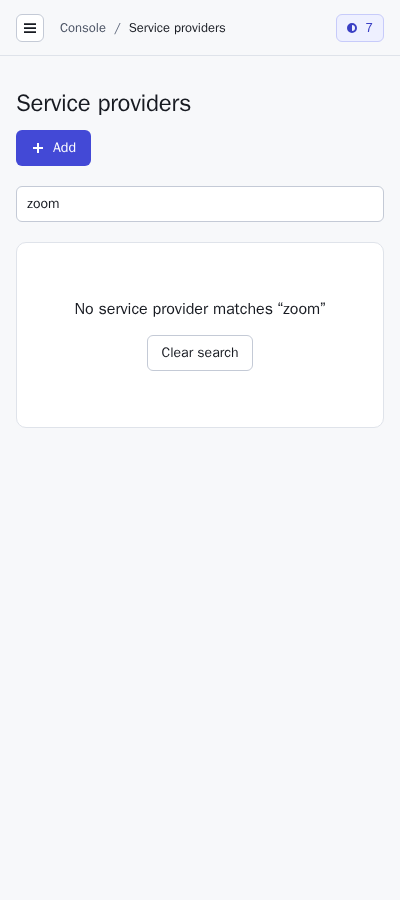 Console / Service providers
7
Service providers
Add
zoom
No service provider matches “zoom”
Clear search